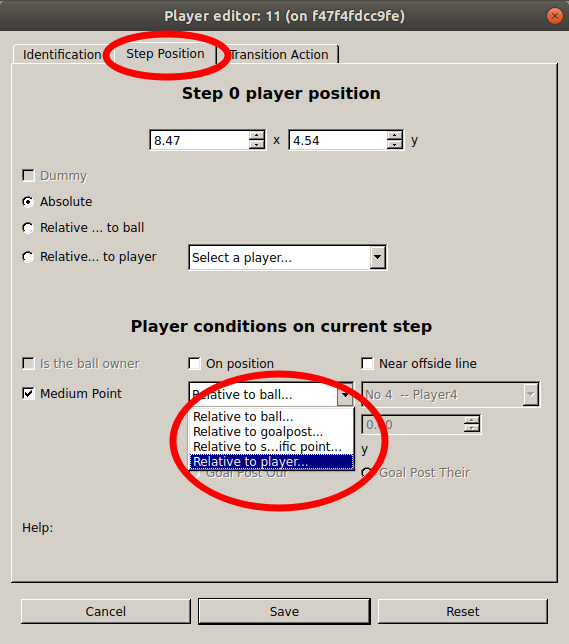 Player editor: 11 (on f47f4fdcc9fe)
Identification Step Position Transition Action
Step 0 player position
8.47 x 4.54 y
Dummy
Absolute
Relative ... to ball
Relative... to player Select a player...
Player conditions on current step
Is the ball owner On position Near offside line
Medium Point Relative to ball... No 4 -- Player4
Relative to ball...
Relative to goalpost...
Relative to s...ific point...
Relative to player...
y
Goal Post Our Goal Post Their
Help:
Cancel Save Reset